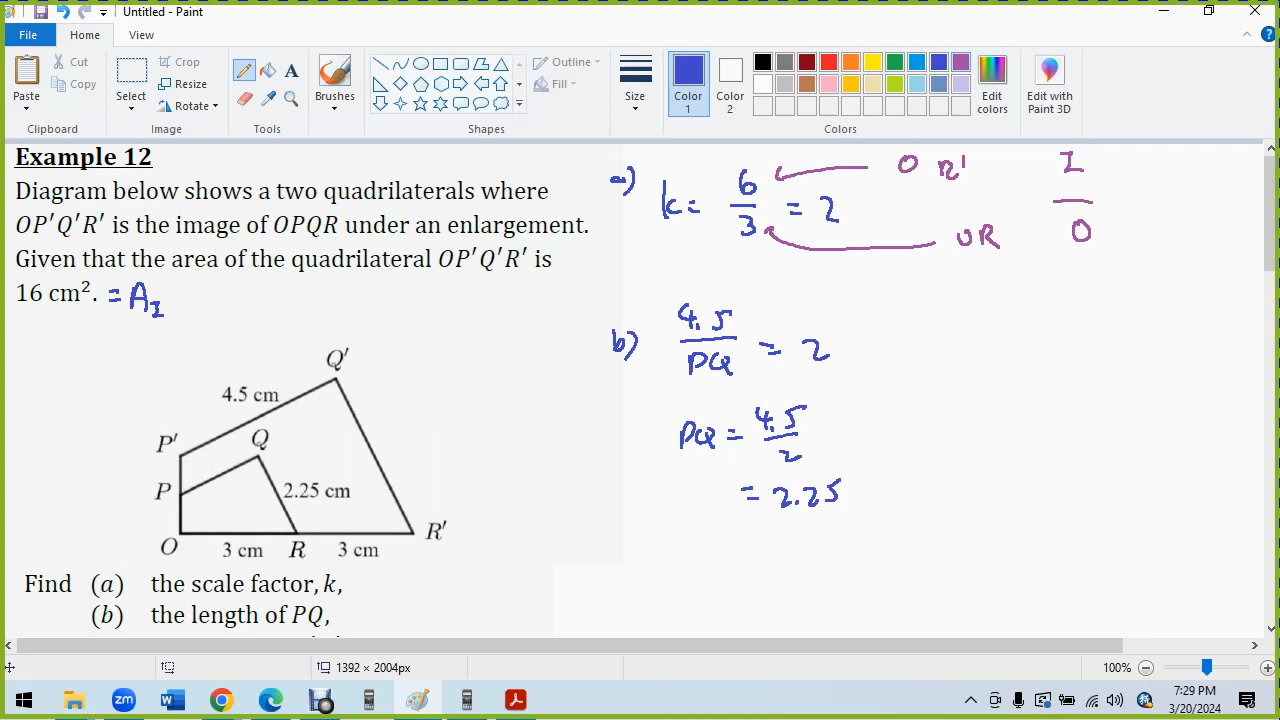 Untitled - Paint
File Home View
Paste
Cut
Copy
Clipboard
Select
Crop
Resize
Rotate
Image
Tools
Brushes
Shapes
Outline
Fill
Size
Color 1
Color 2
Edit colors
Colors
Edit with Paint 3D
Example 12
Diagram below shows a two quadrilaterals where
OP′Q′R′ is the image of OPQR under an enlargement.
Given that the area of the quadrilateral OP′Q′R′ is
16 cm². = A_I
Q′
4.5 cm
P′
Q
P
2.25 cm
O
3 cm
R
3 cm
R′
Find (a) the scale factor, k,
(b) the length of PQ,
a) k = 6/3 = 2
OR'
OR
I/O
b) 4.5/PQ = 2
PQ = 4.5/2
= 2.25
1392 × 2004px
100%
zm
7:29 PM
3/20/2024